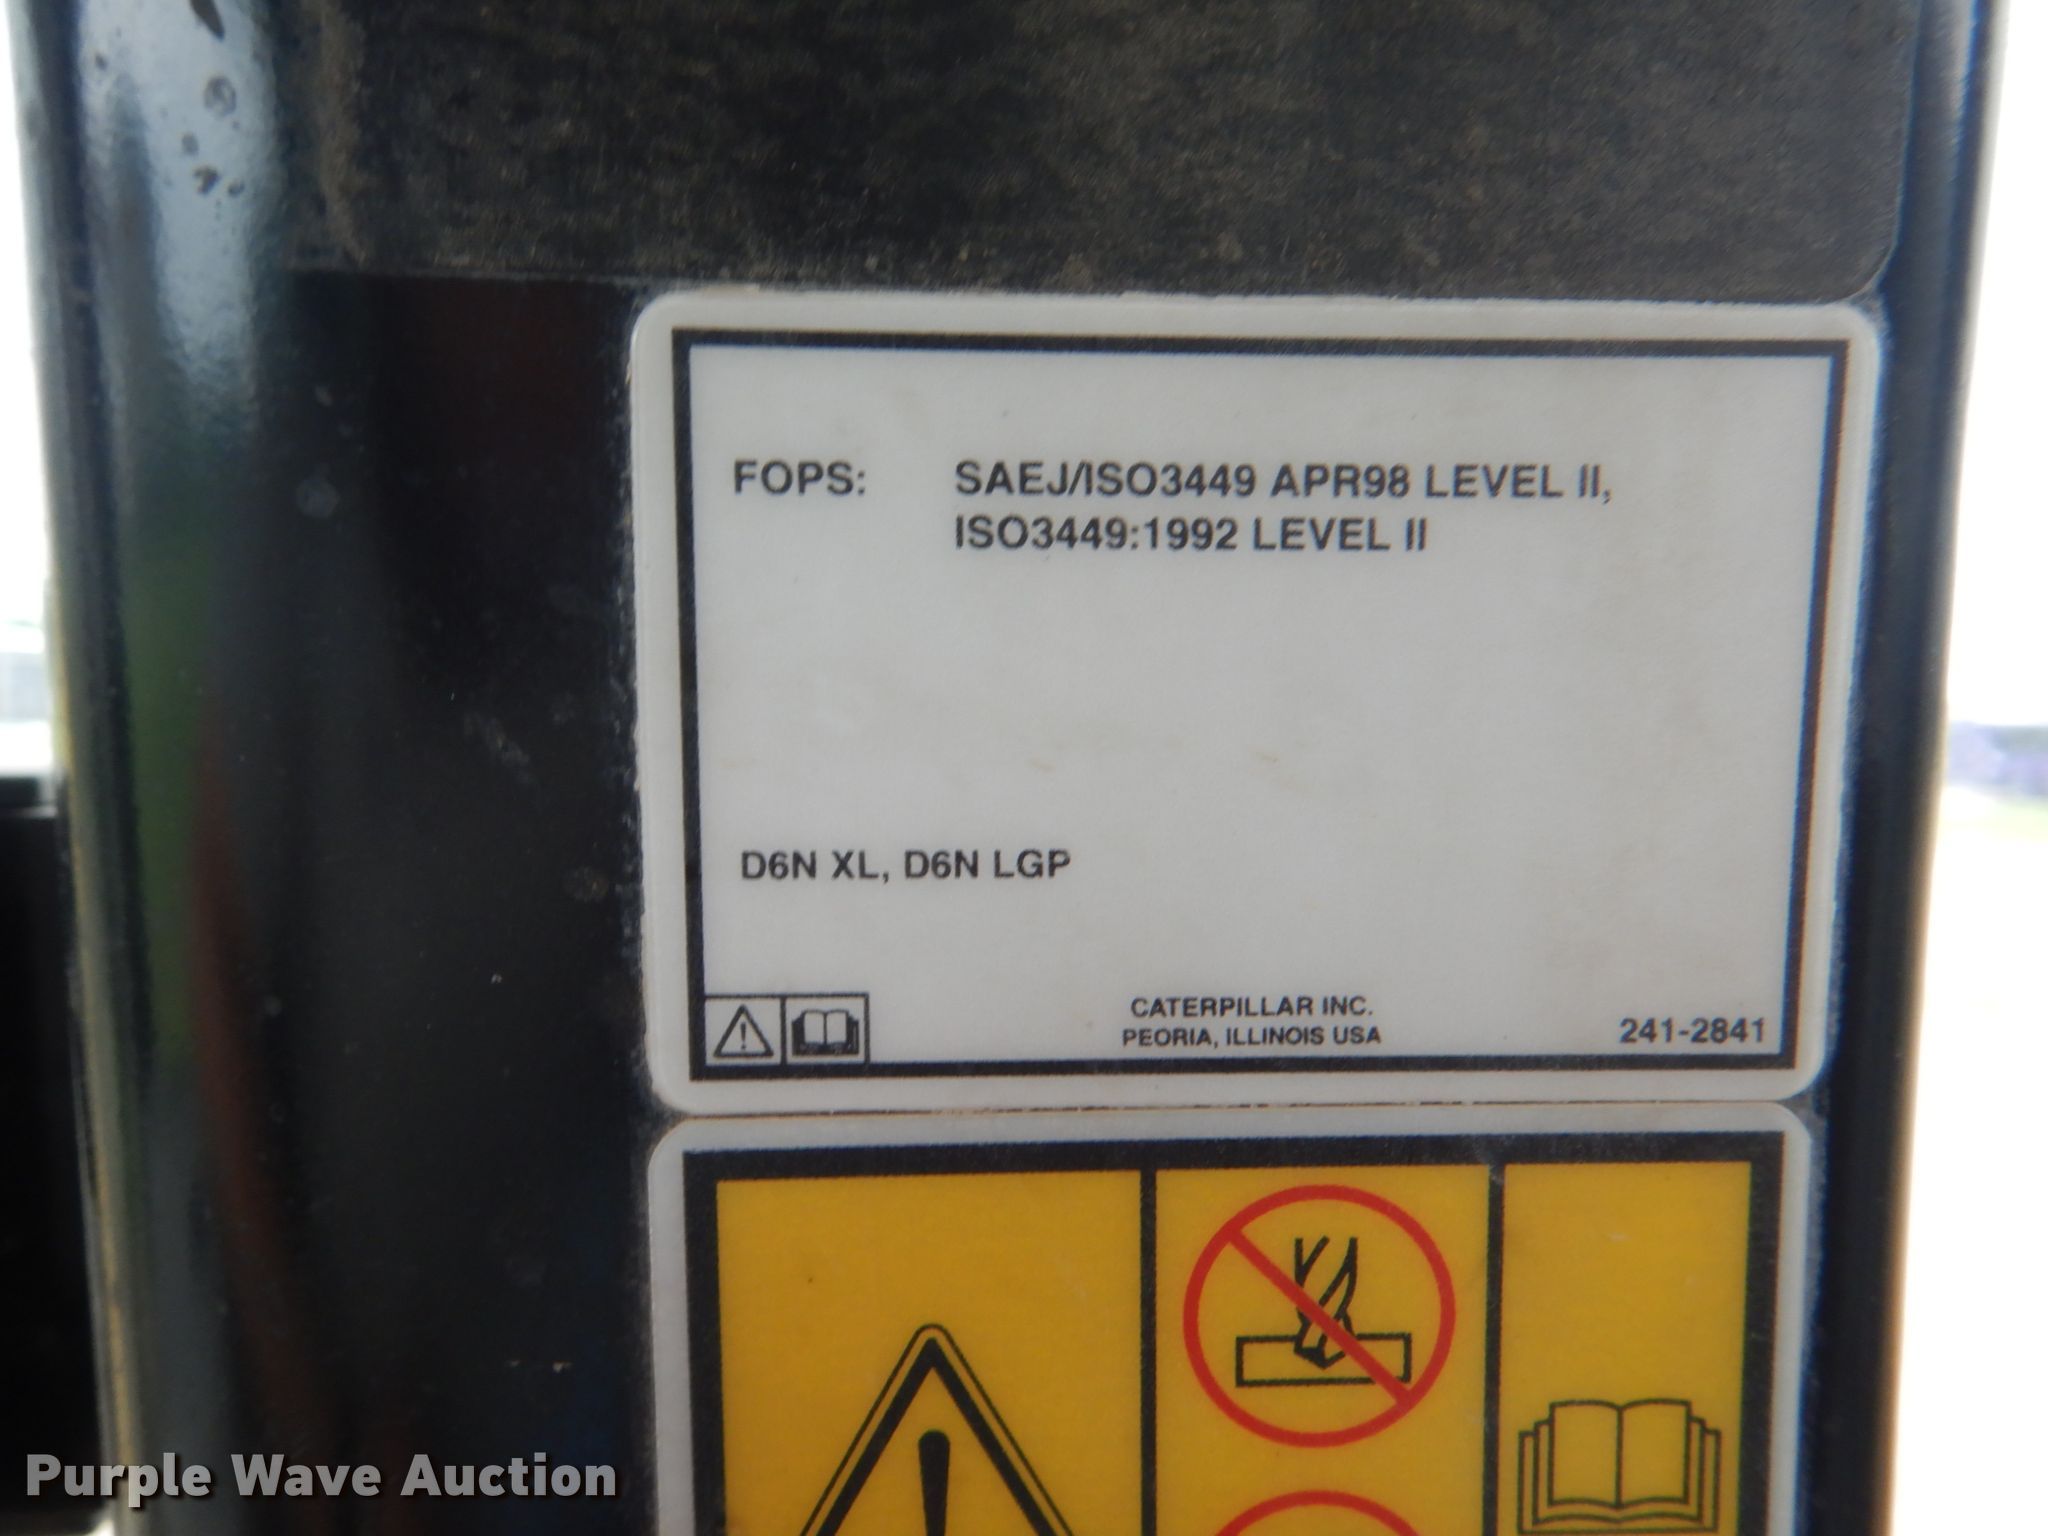 FOPS: SAEJ/ISO3449 APR98 LEVEL II,
ISO3449:1992 LEVEL II
D6N XL, D6N LGP
CATERPILLAR INC.
PEORIA, ILLINOIS USA
241-2841
Purple Wave Auction